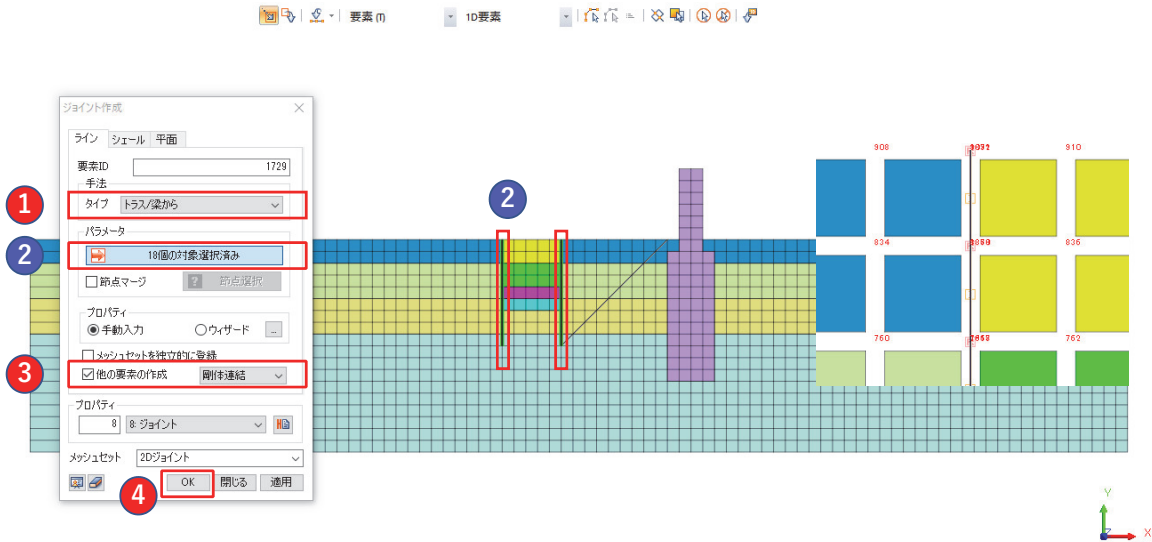 要素 (T)
1D要素
ジョイント作成
ライン シェール 平面
要素ID 1729
手法
1 タイプ トラス/梁から
パラメータ
2 18個の対象選択済み
節点マージ ? 節点選択
プロパティ
手動入力 ウィザード ...
メッシュセットを独立的に登録
3 他の要素の作成 剛体連結
プロパティ
8 8: ジョイント
メッシュセット 2Dジョイント
OK 閉じる 適用
4
2
908 910
834 836
760 762
Y
X